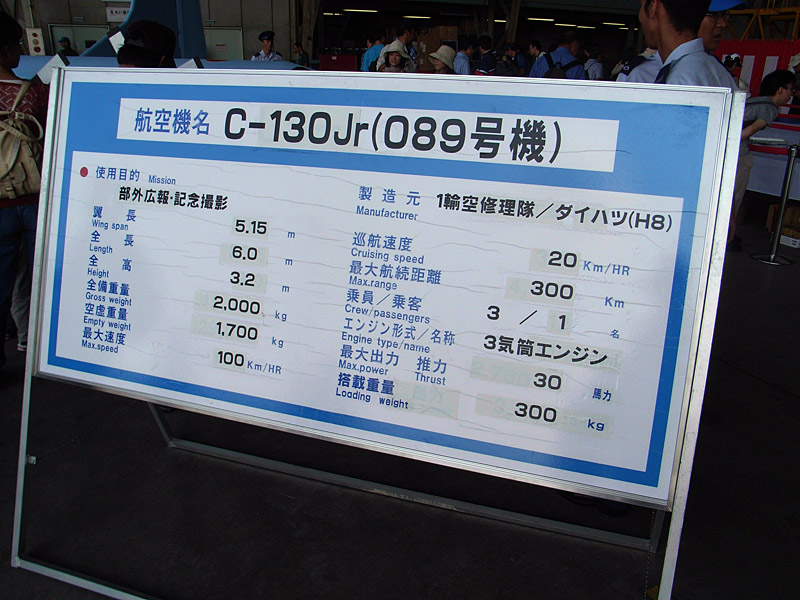 航空機名 C-130Jr(089号機)
● 使用目的 Mission
部外広報・記念撮影
翼長 5.15 m
Wing span
全長 6.0 m
Length
全高 3.2 m
Height
全備重量 2,000 kg
Gross weight
空虚重量 1,700 kg
Empty weight
最大速度 100 Km/HR
Max.speed
製造元 1輸空修理隊/ダイハツ(H8)
Manufacturer
巡航速度 20 Km/HR
Cruising speed
最大航続距離 300 Km
Max.range
乗員/乗客 3 / 1 名
Crew/passengers
エンジン形式/名称 3気筒エンジン
Engine type/name
最大出力 推力 30 馬力
Max.power Thrust
搭載重量 300 kg
Loading weight